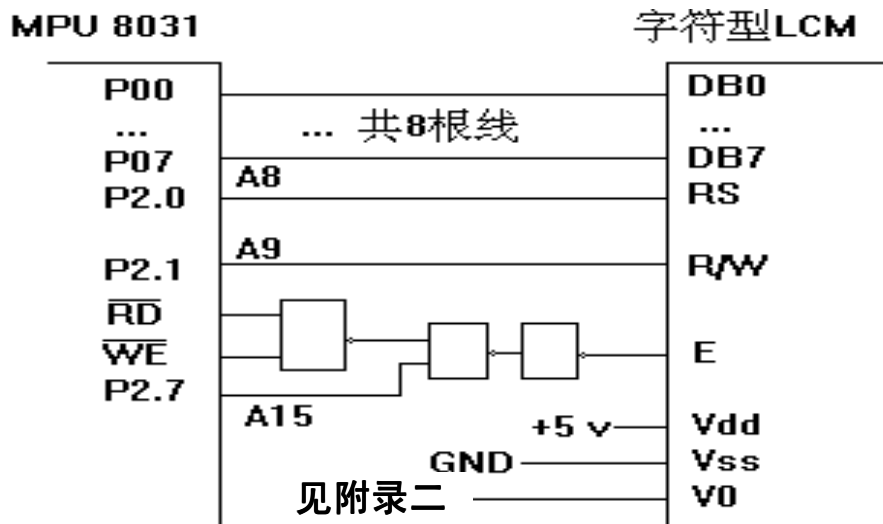 MPU 8031 字符型LCM
P00 DB0
... ... 共8根线 ...
P07 DB7
A8
P2.0 RS
A9
P2.1 R/W
RD
WE E
P2.7
A15
+5 v Vdd
GND Vss
见附录二 V0